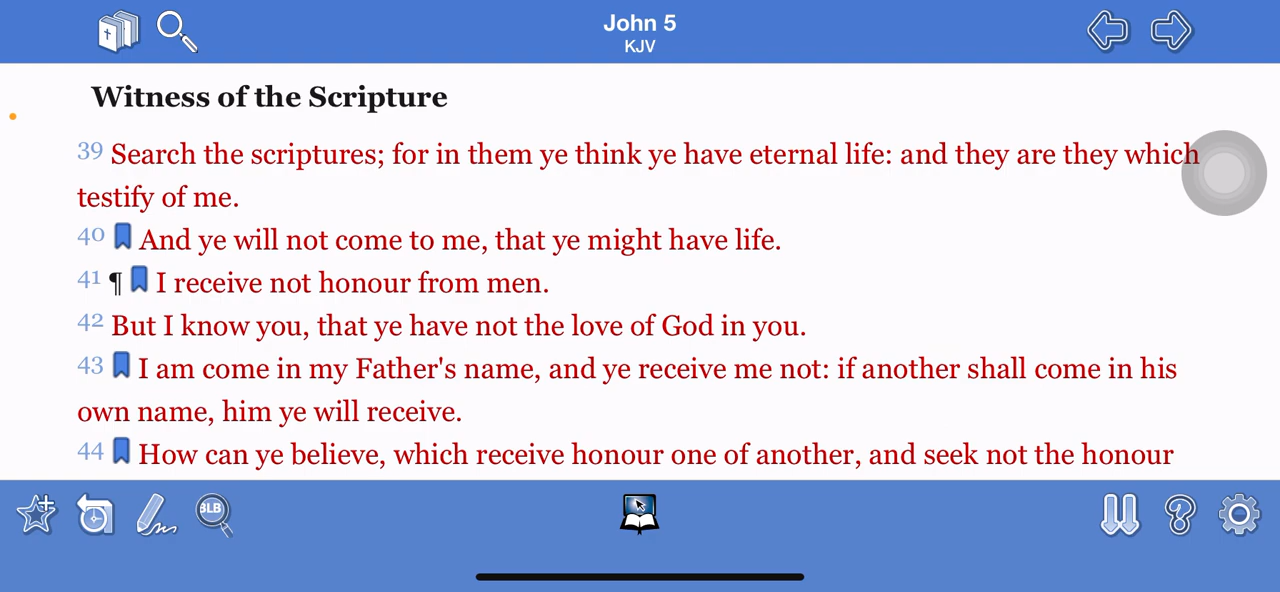 John 5
KJV
Witness of the Scripture
39 Search the scriptures; for in them ye think ye have eternal life: and they are they which
testify of me.
40 And ye will not come to me, that ye might have life.
41 ¶ I receive not honour from men.
42 But I know you, that ye have not the love of God in you.
43 I am come in my Father's name, and ye receive me not: if another shall come in his
own name, him ye will receive.
44 How can ye believe, which receive honour one of another, and seek not the honour
BLB